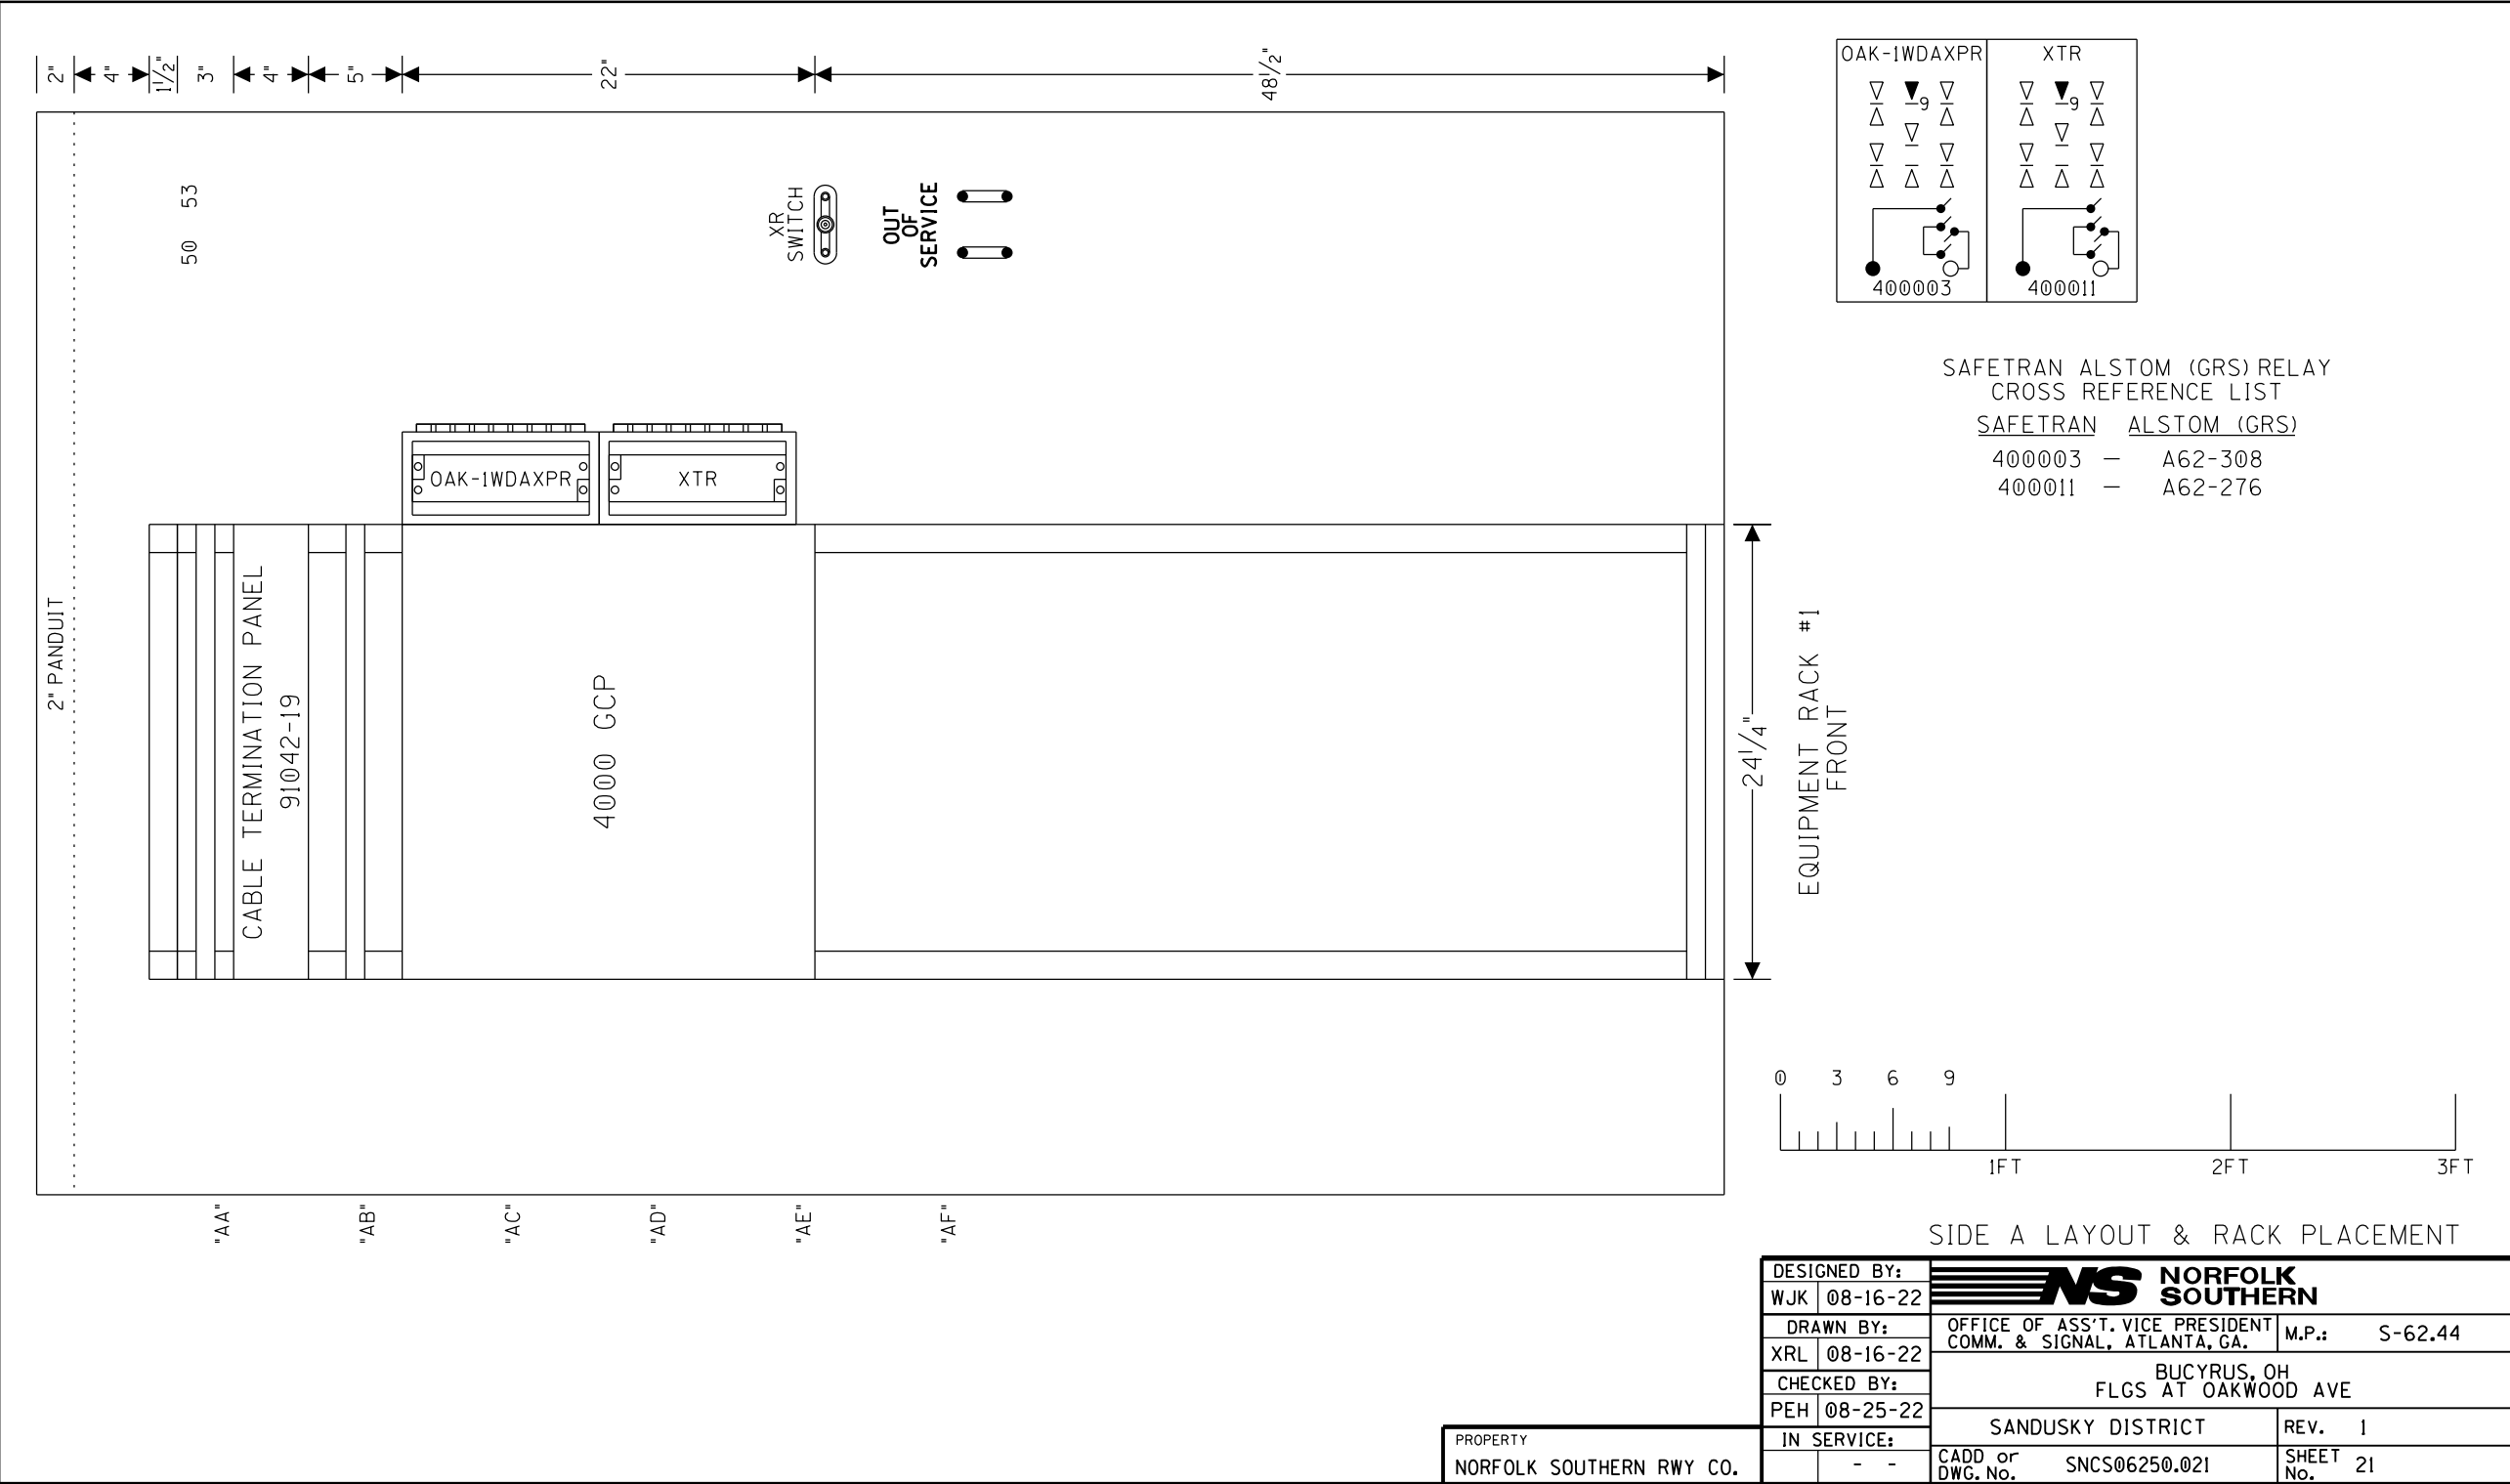 2"
4"
1 1/2"
3"
4"
5"
22"
48 1/2"
OAK-1WDAXPR
XTR
9
9
400003
400011
53
50
XR
SWITCH
OUT
OF
SERVICE
SAFETRAN ALSTOM (GRS) RELAY
CROSS REFERENCE LIST
SAFETRAN ALSTOM (GRS)
400003 — A62-308
400011 — A62-276
OAK-1WDAXPR
XTR
2" PANDUIT
CABLE TERMINATION PANEL
91042-19
4000 GCP
24 1/4"
EQUIPMENT RACK #1
FRONT
0 3 6 9
1FT 2FT 3FT
"AA"
"AB"
"AC"
"AD"
"AE"
"AF"
SIDE A LAYOUT & RACK PLACEMENT
DESIGNED BY:
WJK 08-16-22
DRAWN BY:
XRL 08-16-22
CHECKED BY:
PEH 08-25-22
IN SERVICE:
- -
NS NORFOLK
SOUTHERN
OFFICE OF ASS'T. VICE PRESIDENT
COMM. & SIGNAL, ATLANTA, GA.
M.P.: S-62.44
BUCYRUS, OH
FLGS AT OAKWOOD AVE
SANDUSKY DISTRICT
REV. 1
CADD or
DWG. No. SNCS06250.021
SHEET
No. 21
PROPERTY
NORFOLK SOUTHERN RWY CO.